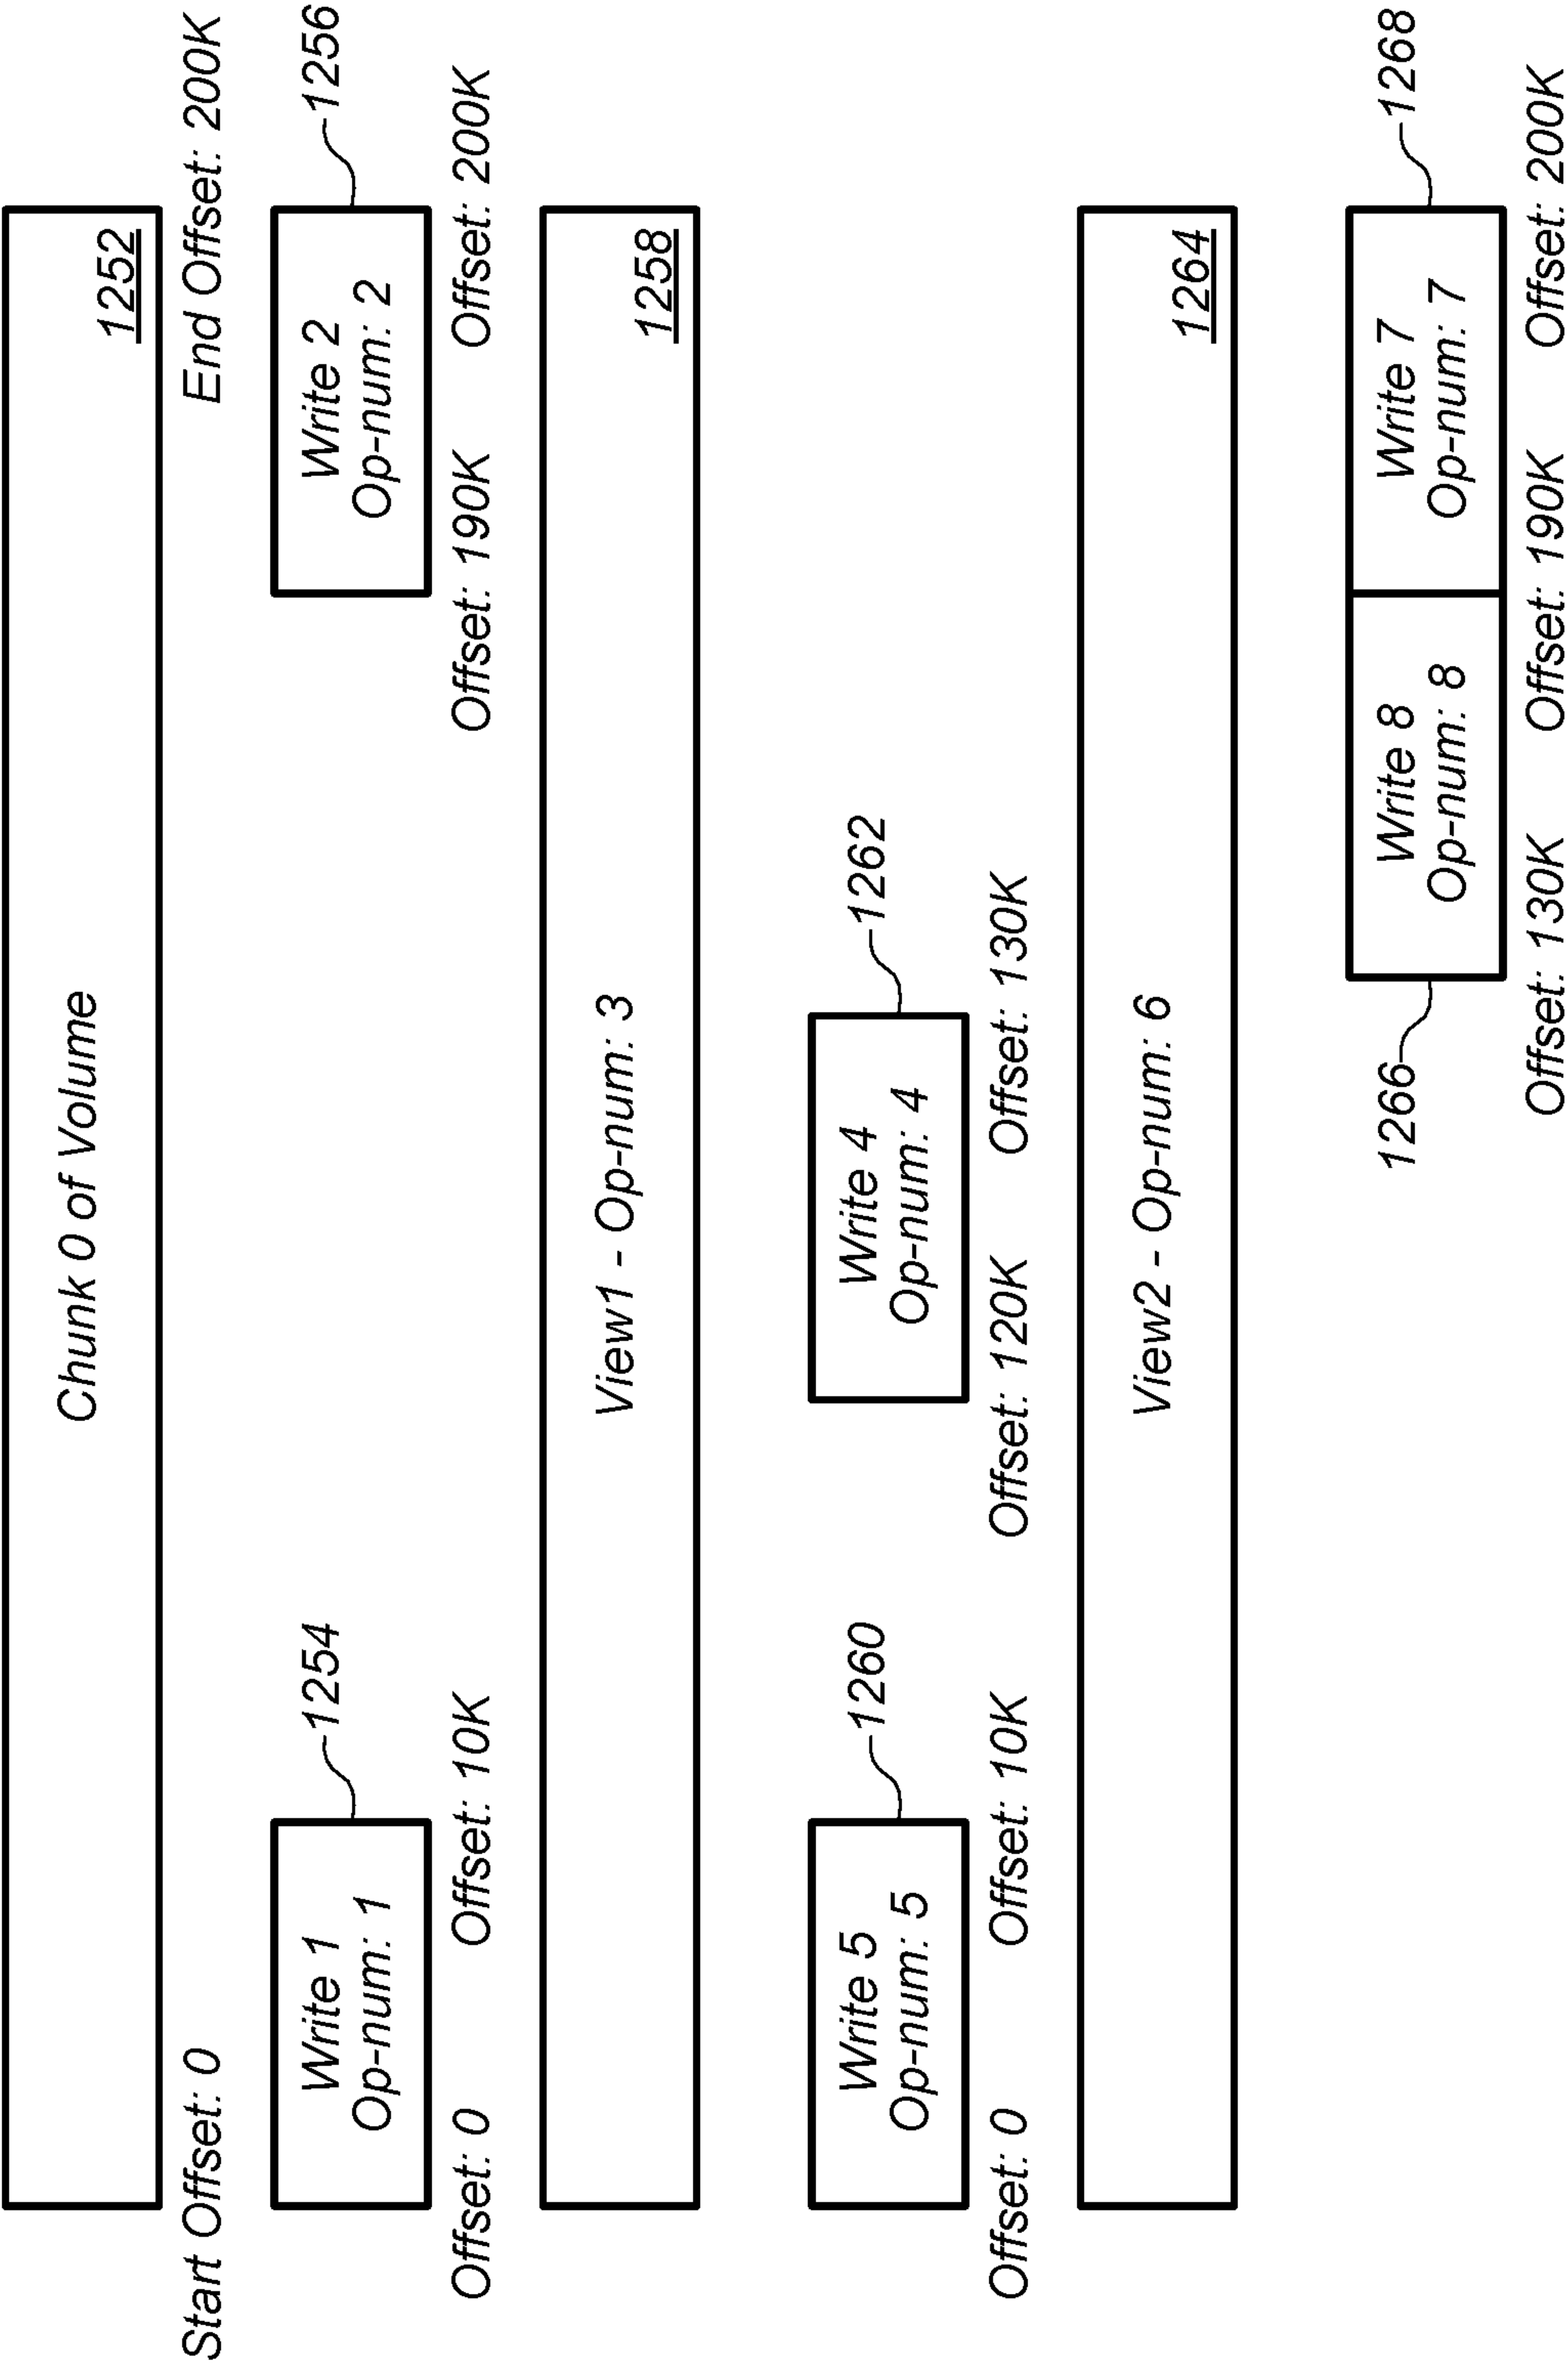 Chunk 0 of Volume
1252
Start Offset: 0
End Offset: 200K
Write 1
Op-num: 1
1254
Write 2
Op-num: 2
1256
Offset: 0
Offset: 10K
Offset: 190K
Offset: 200K
View1 - Op-num: 3
1258
Write 5
Op-num: 5
1260
Write 4
Op-num: 4
1262
Offset: 0
Offset: 10K
Offset: 120K
Offset: 130K
View2 - Op-num: 6
1264
1266
Write 8
Op-num: 8
Write 7
Op-num: 7
1268
Offset: 130K
Offset: 190K
Offset: 200K